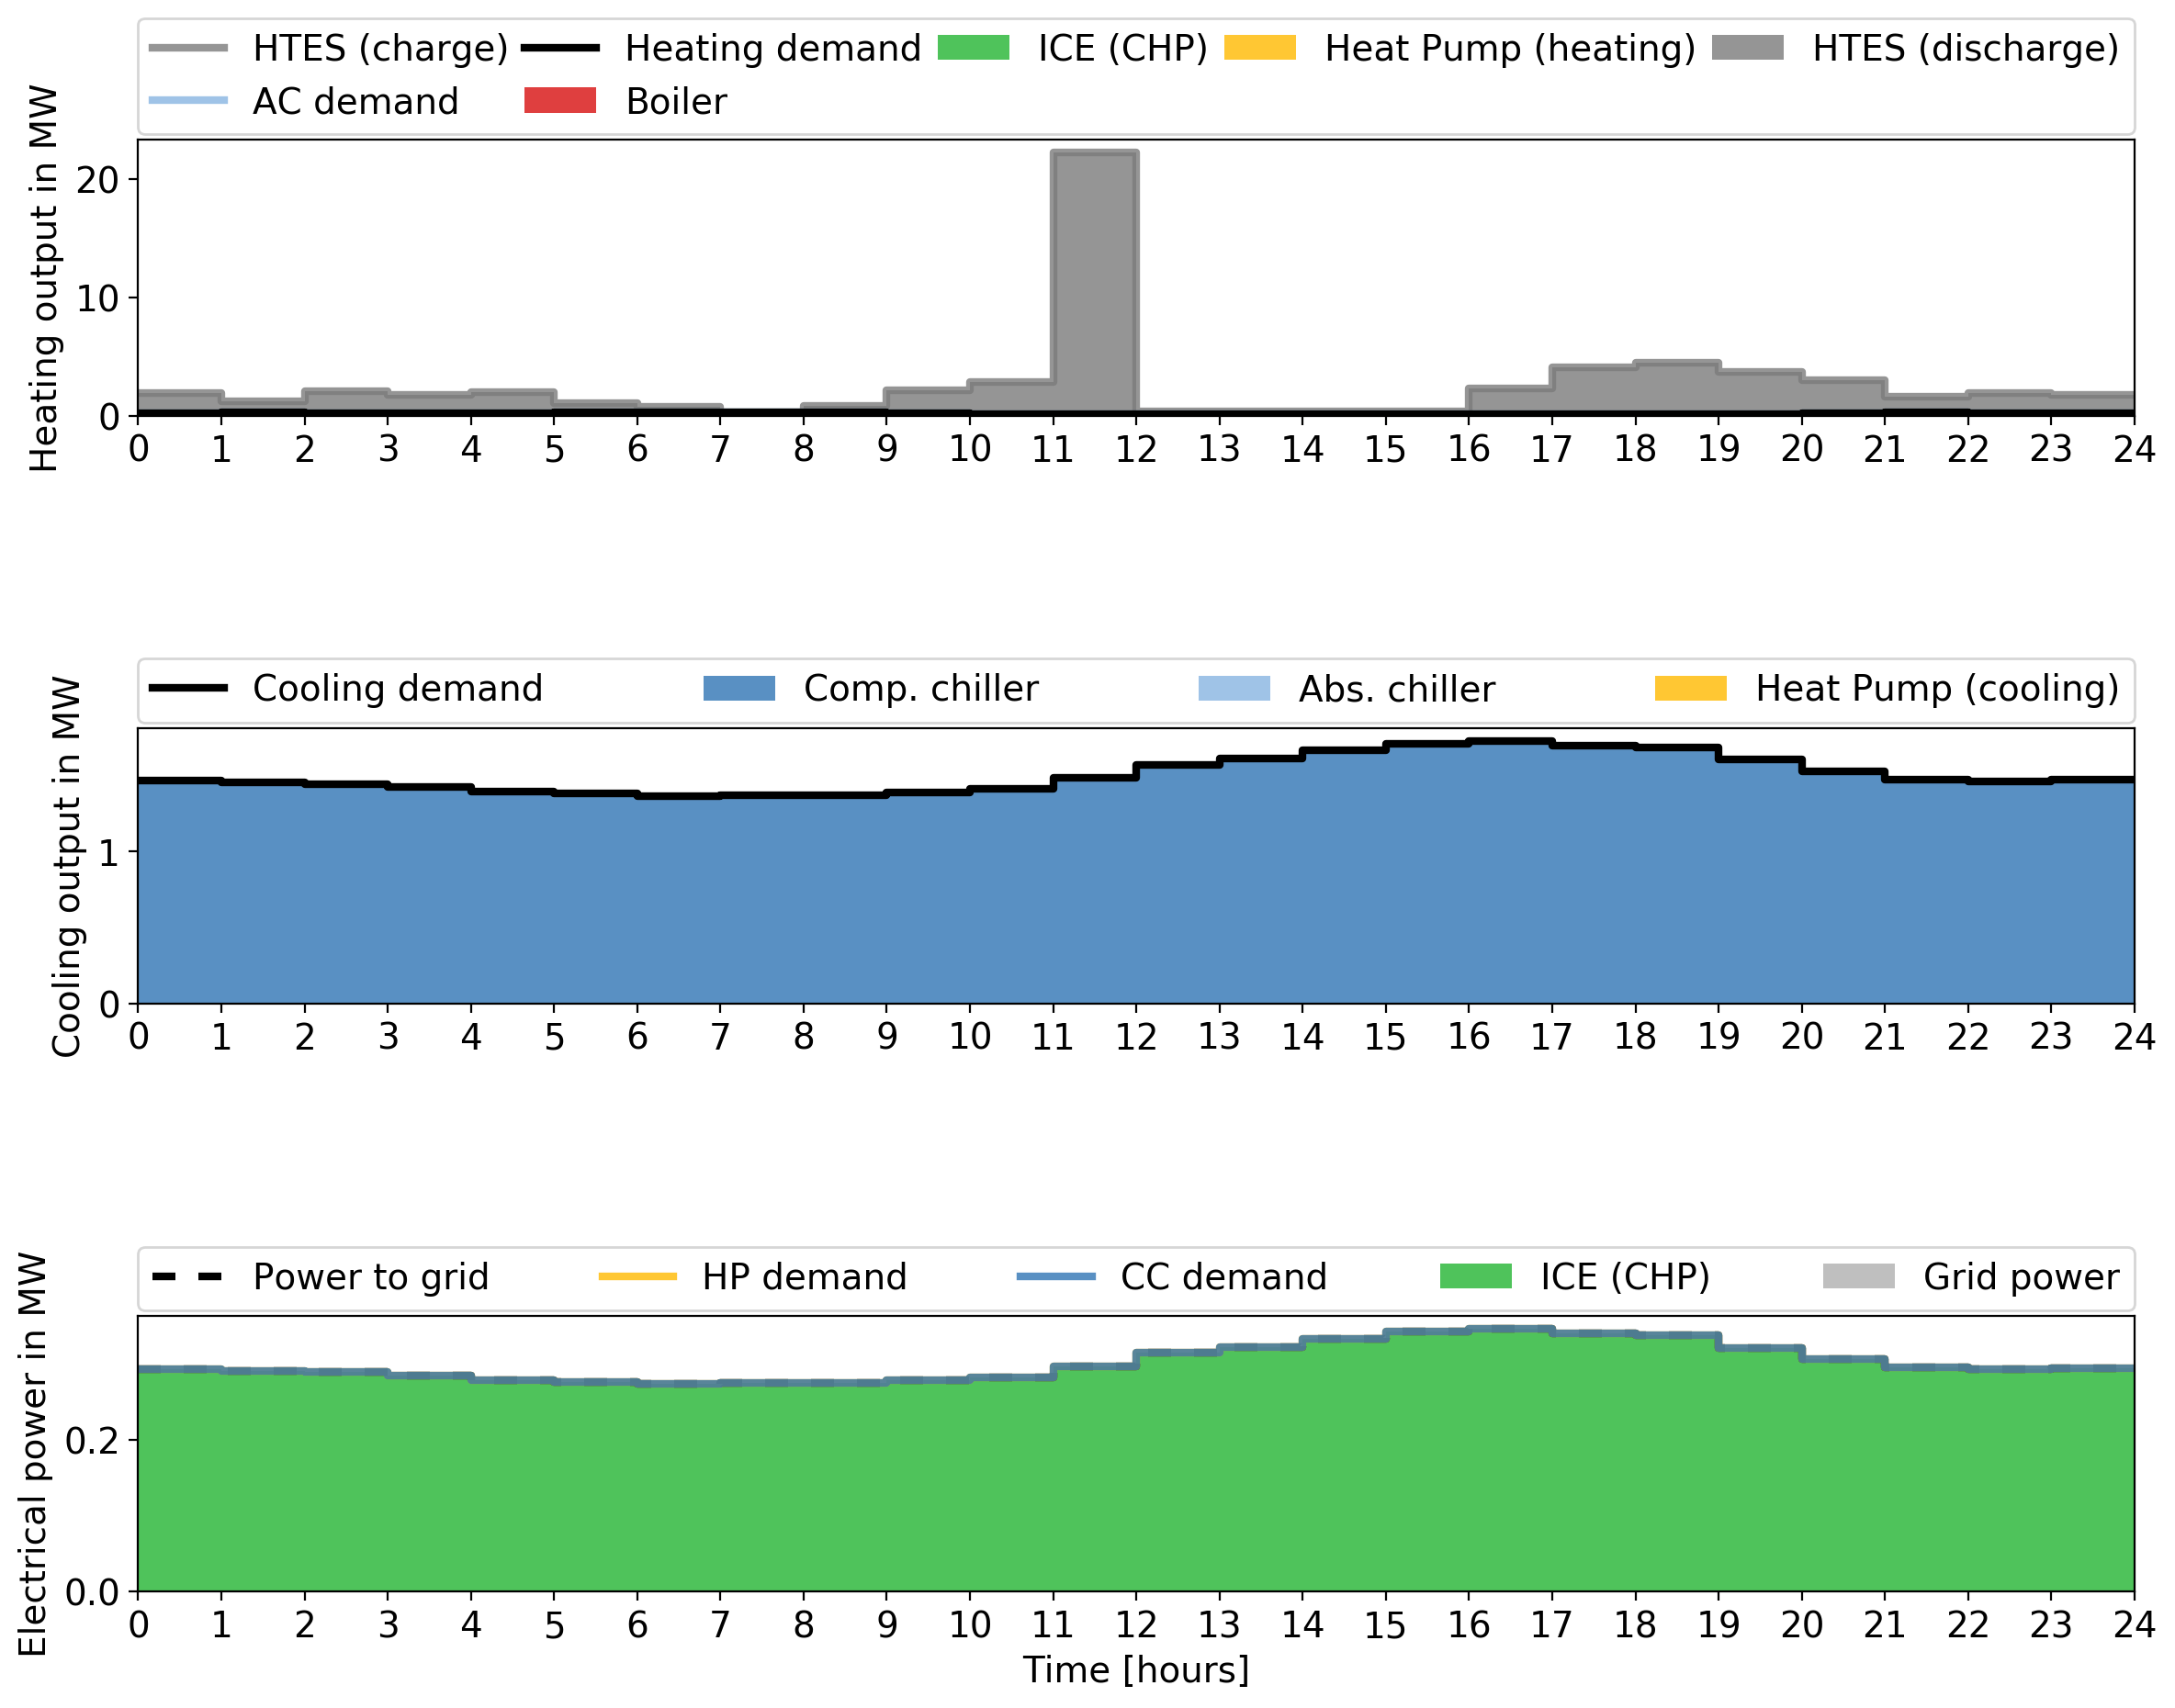 HTES (charge) Heating demand ICE (CHP) Heat Pump (heating) HTES (discharge)
AC demand Boiler
Heating output in MW
20
10
0
0 1 2 3 4 5 6 7 8 9 10 11 12 13 14 15 16 17 18 19 20 21 22 23 24
Cooling demand Comp. chiller Abs. chiller Heat Pump (cooling)
Cooling output in MW
1
0
0 1 2 3 4 5 6 7 8 9 10 11 12 13 14 15 16 17 18 19 20 21 22 23 24
Power to grid HP demand CC demand ICE (CHP) Grid power
Electrical power in MW
0.2
0.0
0 1 2 3 4 5 6 7 8 9 10 11 12 13 14 15 16 17 18 19 20 21 22 23 24
Time [hours]